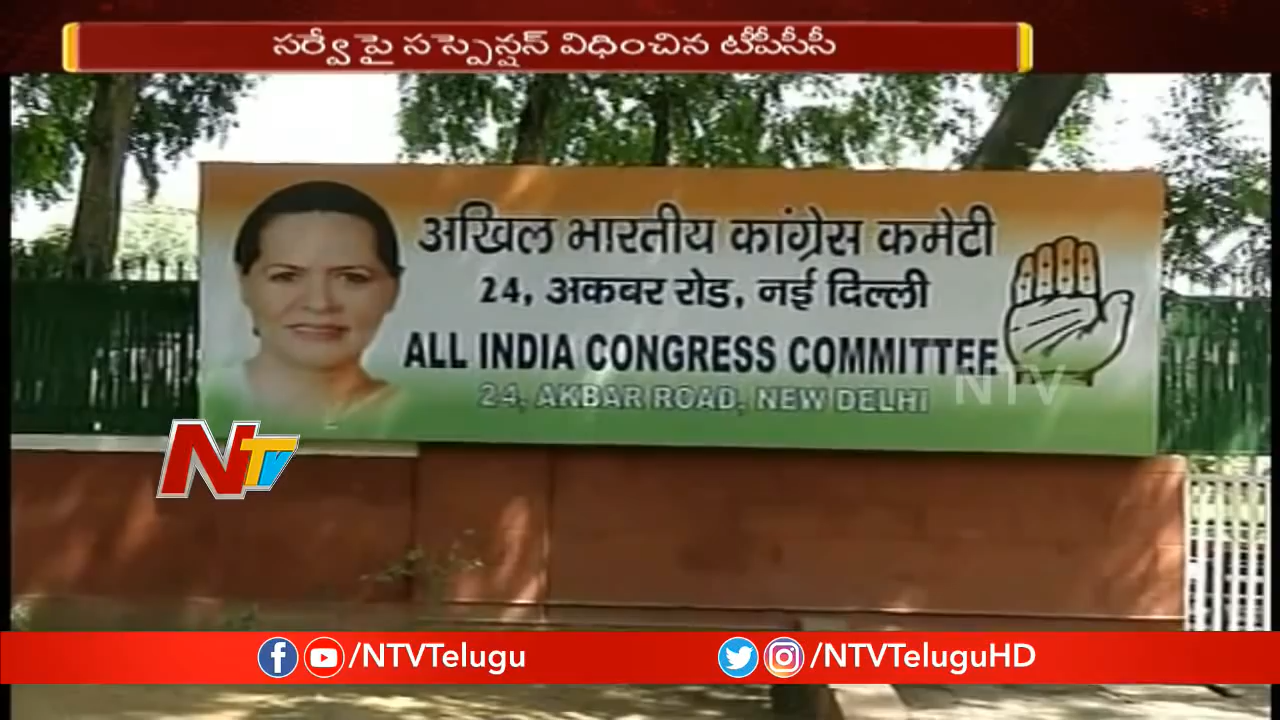 సర్వే పై సస్పెన్షన్ విధించిన టీపీసీసీ
अखिल भारतीय कांग्रेस कमेटी
24, अकबर रोड, नई दिल्ली
ALL INDIA CONGRESS COMMITTEE
24, AKBAR ROAD, NEW DELHI
NTV
NTV
/NTVTelugu
/NTVTeluguHD